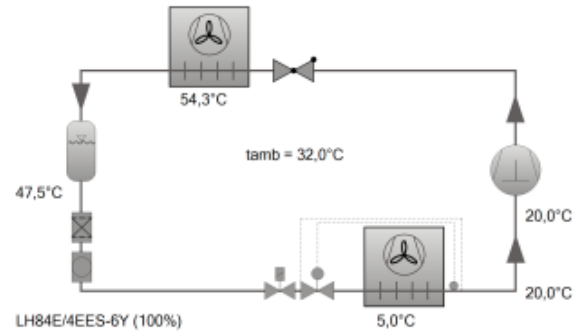 54,3°C
tamb = 32,0°C
47,5°C
20,0°C
20,0°C
LH84E/4EES-6Y (100%)
5,0°C